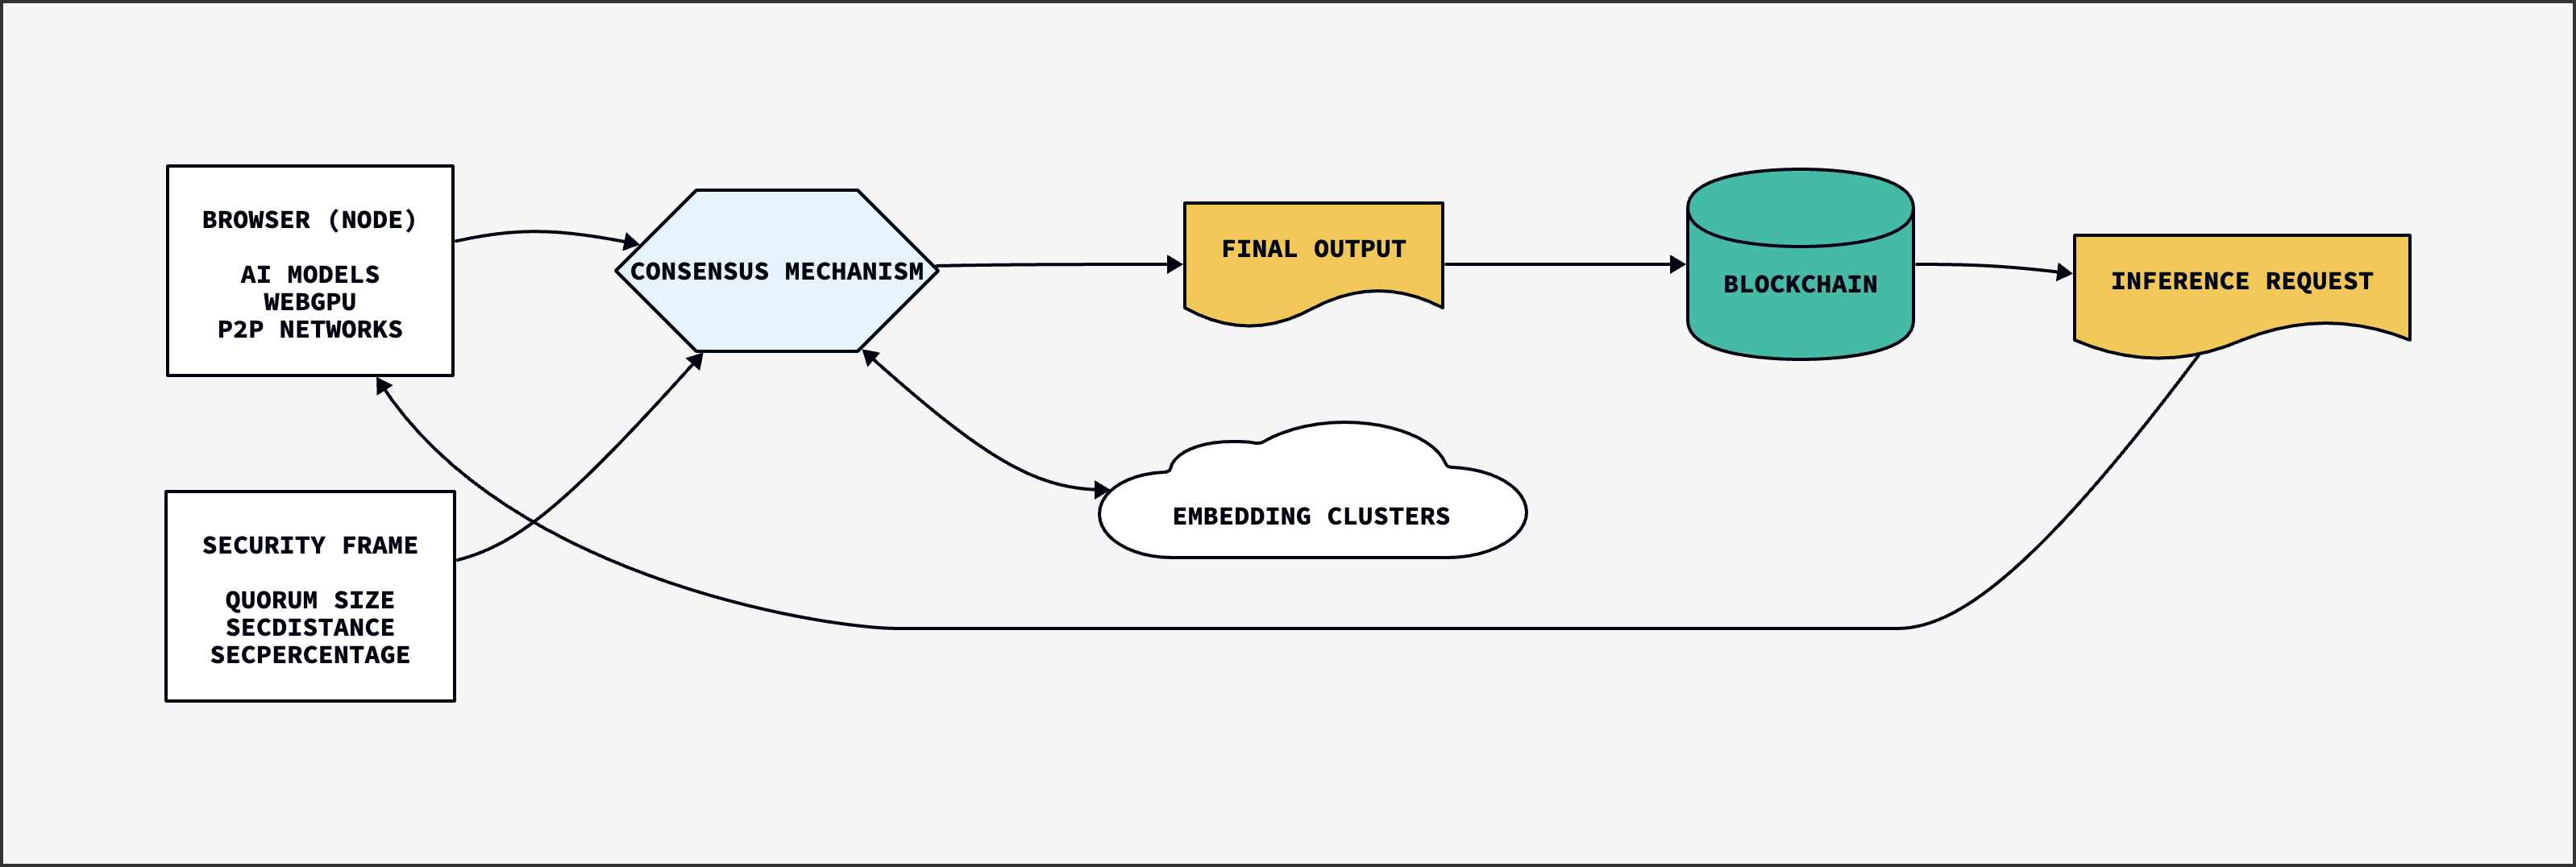 BROWSER (NODE)
AI MODELS
WEBGPU
P2P NETWORKS
CONSENSUS MECHANISM
FINAL OUTPUT
BLOCKCHAIN
INFERENCE REQUEST
EMBEDDING CLUSTERS
SECURITY FRAME
QUORUM SIZE
SECDISTANCE
SECPERCENTAGE